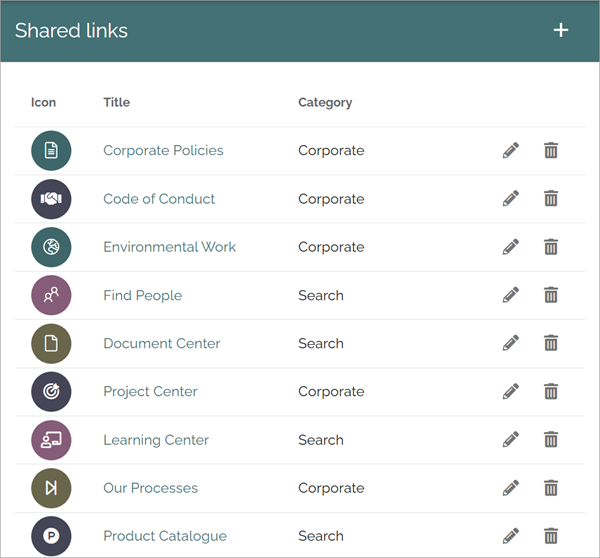 Shared links
Icon Title Category
Corporate Policies Corporate
Code of Conduct Corporate
Environmental Work Corporate
Find People Search
Document Center Search
Project Center Corporate
Learning Center Search
Our Processes Corporate
P Product Catalogue Search